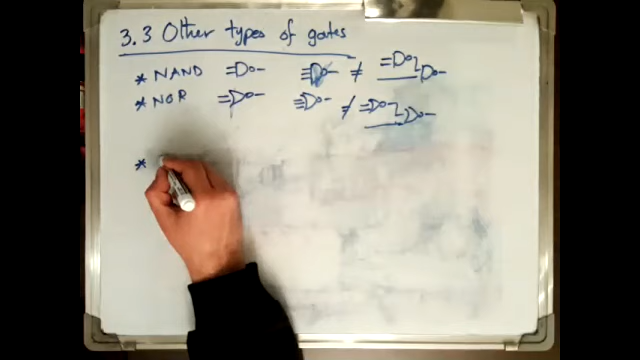 3.3 Other types of gates
* NAND ≠
* NOR ≠
*